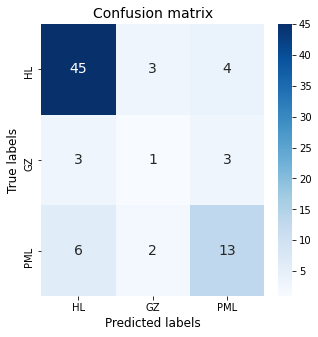 Confusion matrix
True labels
HL
45 3 4
GZ
3 1 3
PML
6 2 13
HL GZ PML
Predicted labels
45
40
35
30
25
20
15
10
5